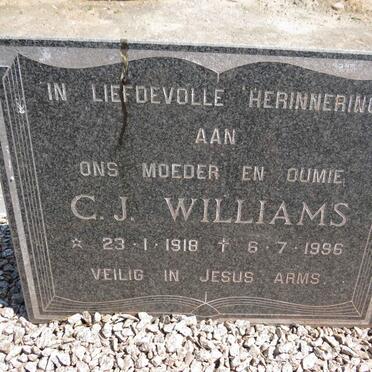 IN LIEFDEVOLLE HERINNERING
AAN
ONS MOEDER EN OUMIE
C.J. WILLIAMS
☆ 23·1·1918 ✝ 6·7·1996
VEILIG IN JESUS ARMS.